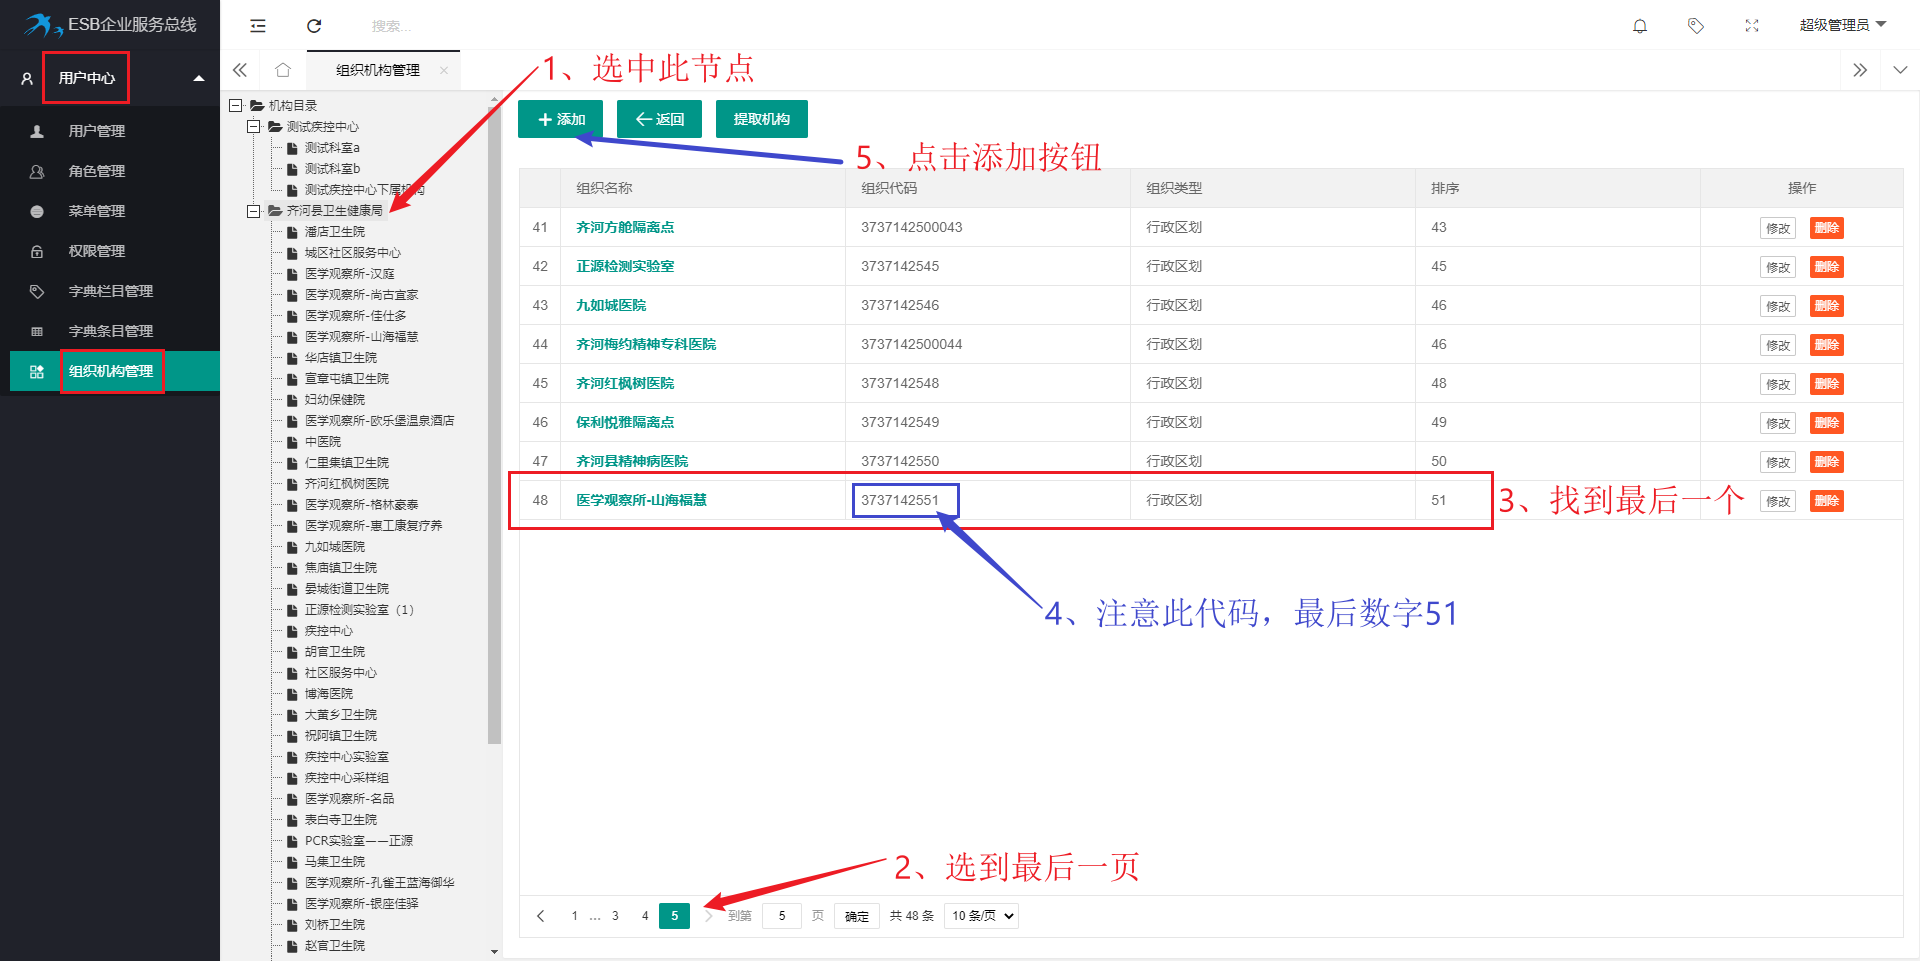 ESB企业服务总线
搜索...
超级管理员
用户中心
用户管理
角色管理
菜单管理
权限管理
字典栏目管理
字典条目管理
组织机构管理
组织机构管理
1、选中此节点
机构目录
测试疾控中心
测试科室a
测试科室b
测试疾控中心下属机构
齐河县卫生健康局
潘店卫生院
城区社区服务中心
医学观察所-汉庭
医学观察所-尚古宜家
医学观察所-佳仕多
医学观察所-山海福慧
华店镇卫生院
宣章屯镇卫生院
妇幼保健院
医学观察所-欧乐堡温泉酒店
中医院
仁里集镇卫生院
齐河红枫树医院
医学观察所-格林豪泰
医学观察所-惠工康复疗养
九如城医院
焦庙镇卫生院
晏城街道卫生院
正源检测实验室（1）
疾控中心
胡官卫生院
社区服务中心
博海医院
大黄乡卫生院
祝阿镇卫生院
疾控中心实验室
疾控中心采样组
医学观察所-名品
表白寺卫生院
PCR实验室——正源
马集卫生院
医学观察所-孔雀王蓝海御华
医学观察所-银座佳驿
刘桥卫生院
赵官卫生院
添加 返回 提取机构
5、点击添加按钮
组织名称 组织代码 组织类型 排序 操作
41 齐河方舱隔离点 3737142500043 行政区划 43 修改 删除
42 正源检测实验室 3737142545 行政区划 45 修改 删除
43 九如城医院 3737142546 行政区划 46 修改 删除
44 齐河梅约精神专科医院 3737142500044 行政区划 46 修改 删除
45 齐河红枫树医院 3737142548 行政区划 48 修改 删除
46 保利悦雅隔离点 3737142549 行政区划 49 修改 删除
47 齐河县精神病医院 3737142550 行政区划 50 修改 删除
48 医学观察所-山海福慧 3737142551 行政区划 51 修改 删除
3、找到最后一个
4、注意此代码，最后数字51
2、选到最后一页
1 … 3 4 5 到第 5 页 确定 共 48 条 10 条/页